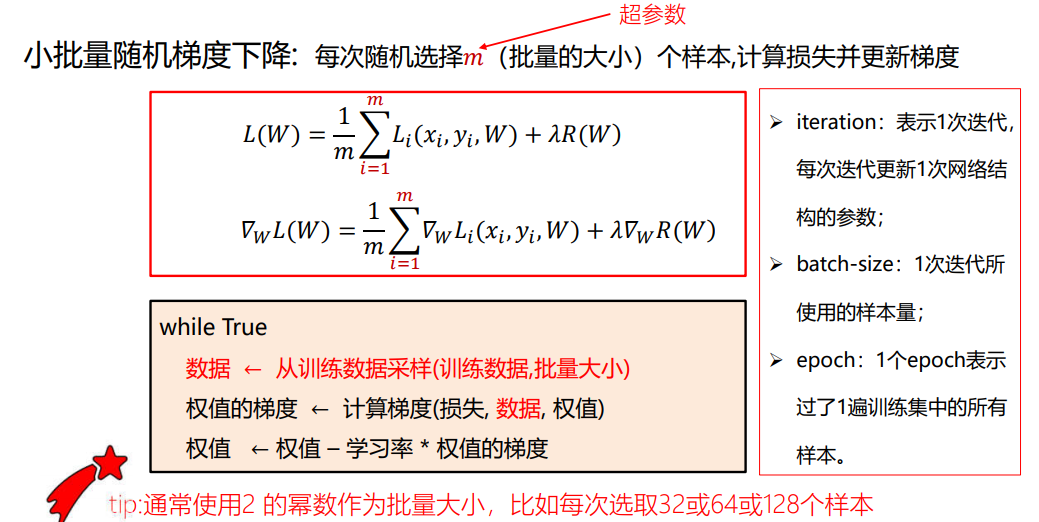 超参数
小批量随机梯度下降: 每次随机选择m（批量的大小）个样本,计算损失并更新梯度
L(W) = \frac{1}{m} \sum_{i=1}^{m} L_i(x_i, y_i, W) + λR(W)
∇_W L(W) = \frac{1}{m} \sum_{i=1}^{m} ∇_W L_i(x_i, y_i, W) + λ∇_W R(W)
while True
数据 ← 从训练数据采样(训练数据,批量大小)
权值的梯度 ← 计算梯度(损失, 数据, 权值)
权值 ← 权值 – 学习率 * 权值的梯度
➢ iteration：表示1次迭代，
每次迭代更新1次网络结
构的参数；
➢ batch-size：1次迭代所
使用的样本量；
➢ epoch：1个epoch表示
过了1遍训练集中的所有
样本。
tip:通常使用2 的幂数作为批量大小，比如每次选取32或64或128个样本